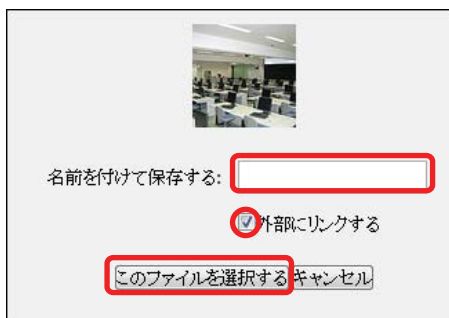 名前を付けて保存する:
外部にリンクする
このファイルを選択する キャンセル